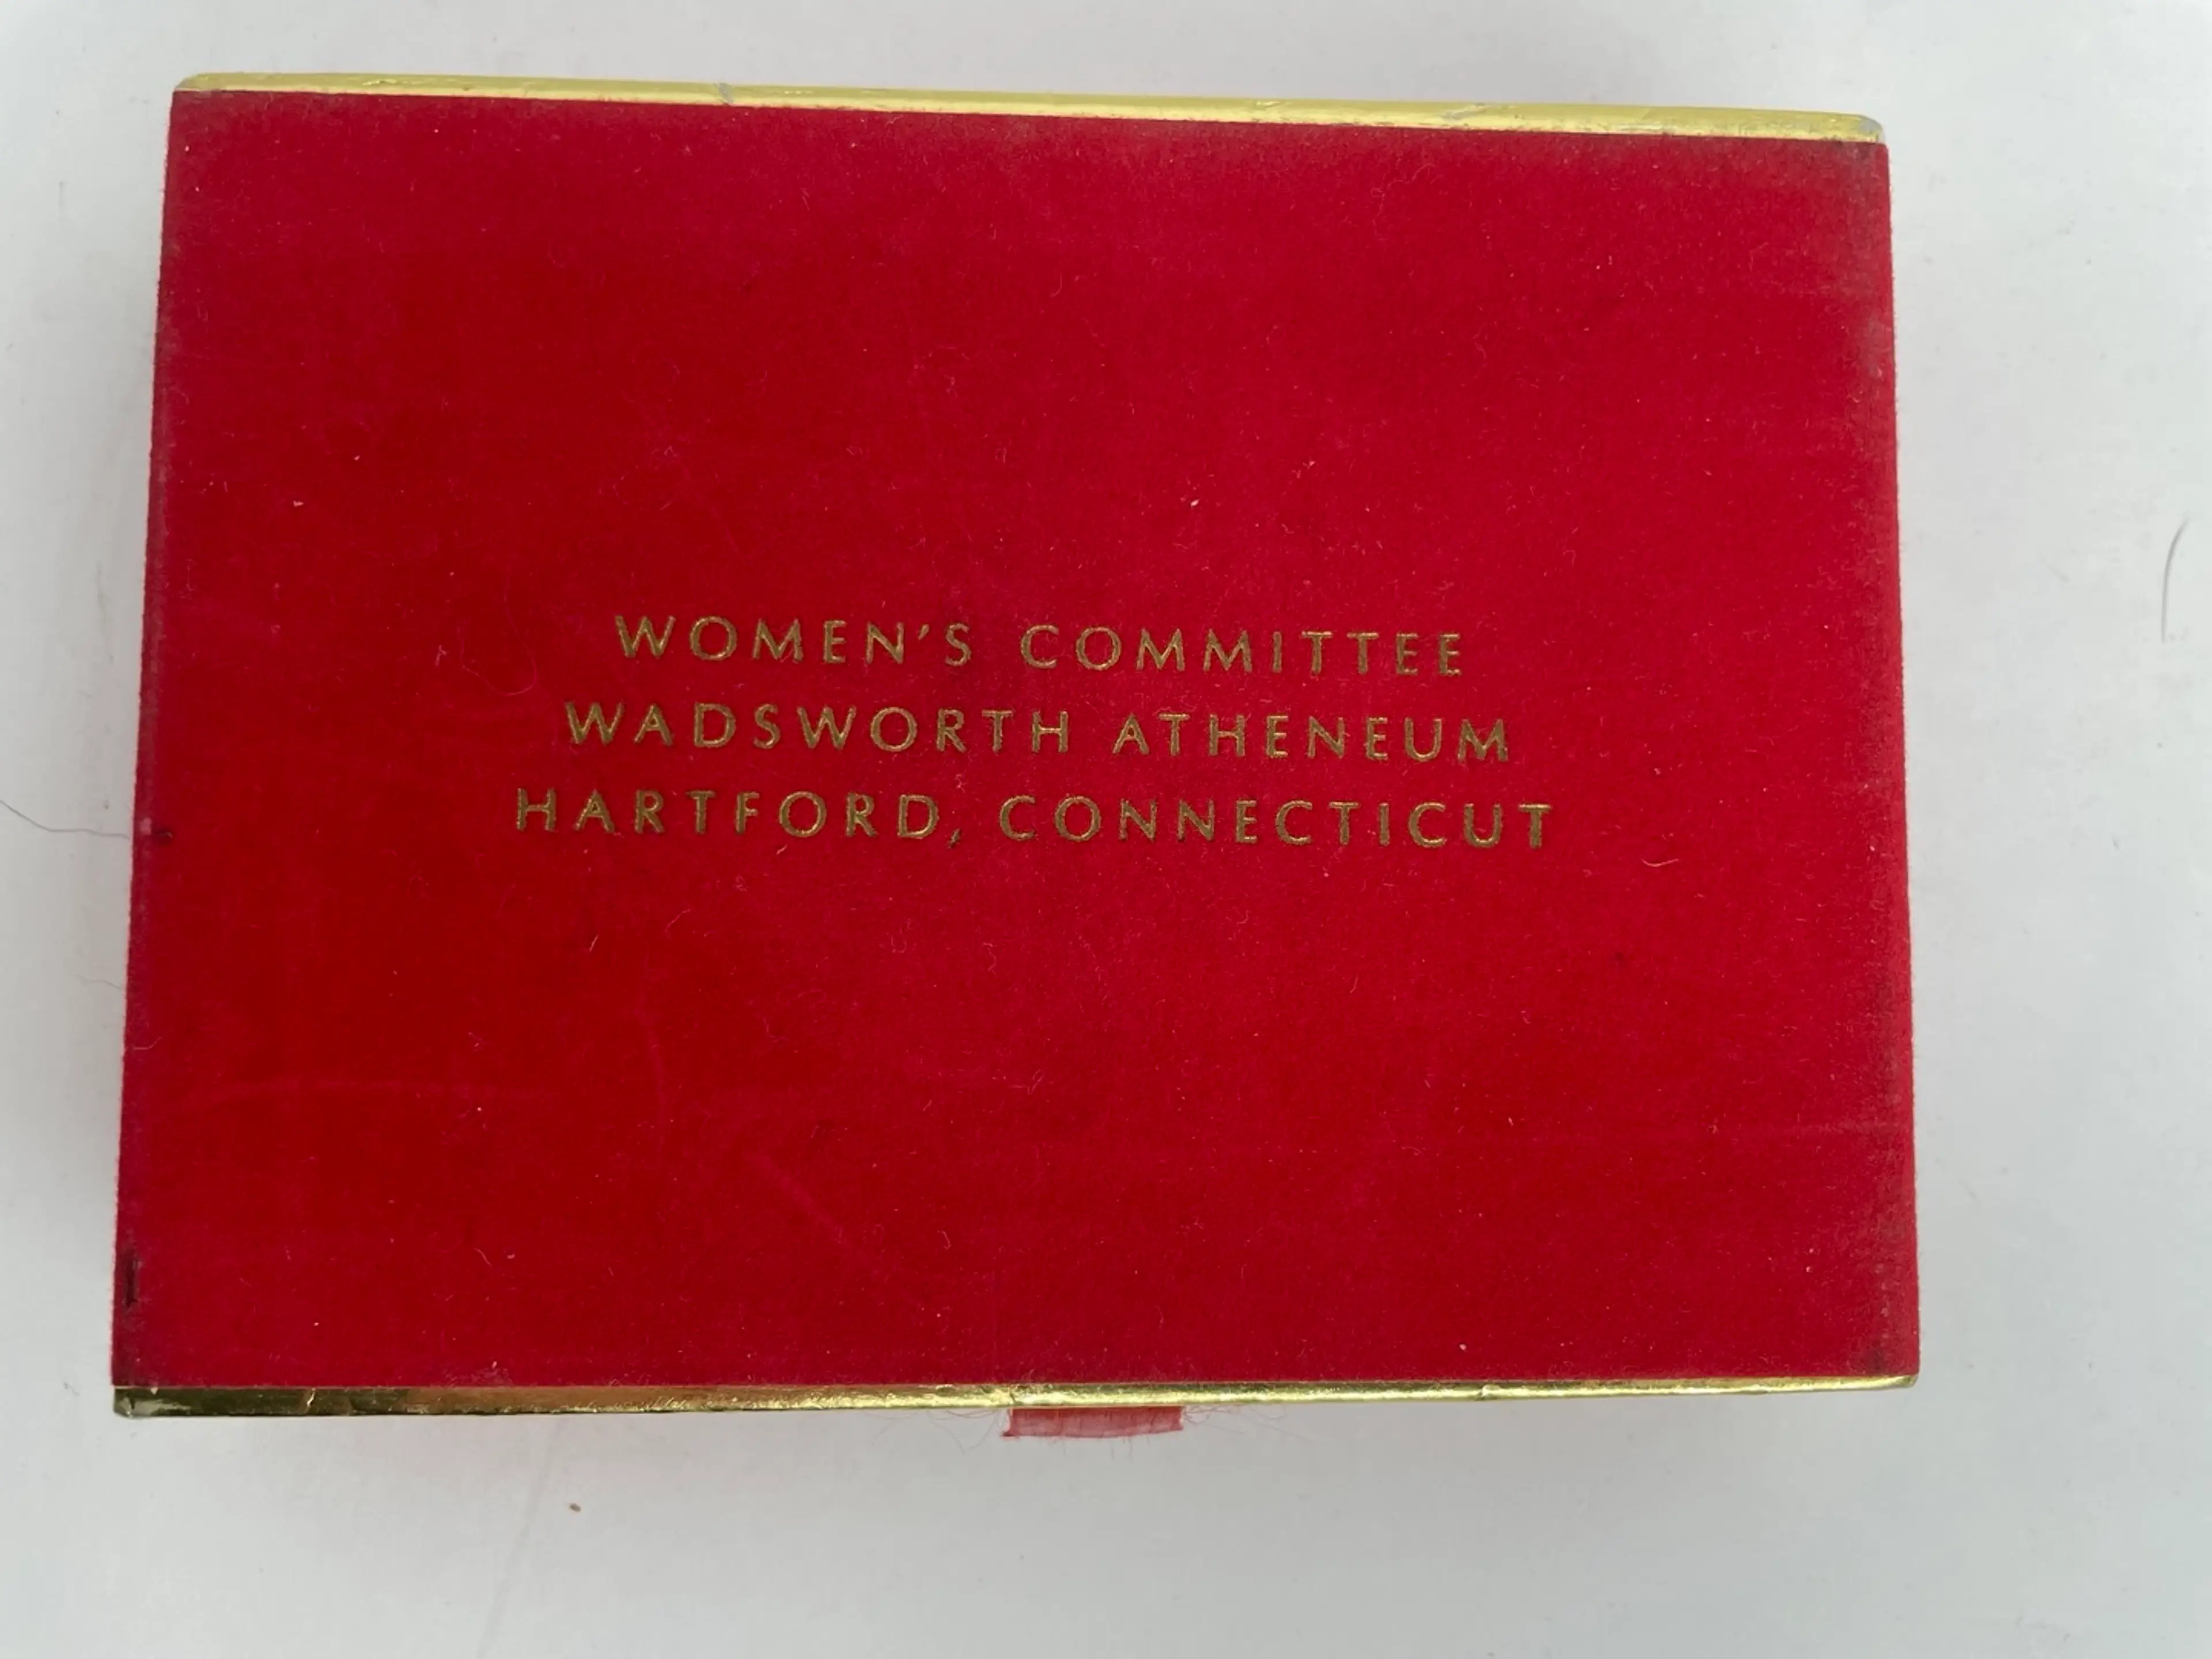 WOMEN'S COMMITTEE
WADSWORTH ATHENEUM
HARTFORD, CONNECTICUT